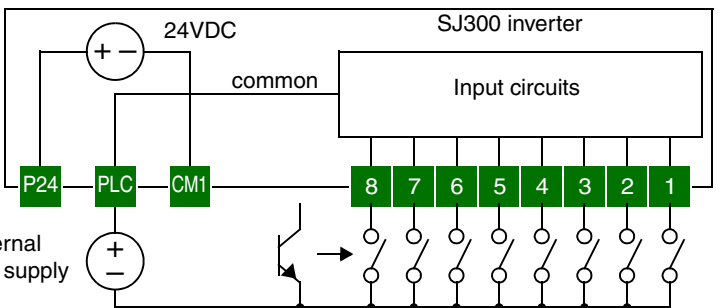 24VDC
SJ300 inverter
+ –
common
Input circuits
P24 PLC CM1 8 7 6 5 4 3 2 1
+
–
supply